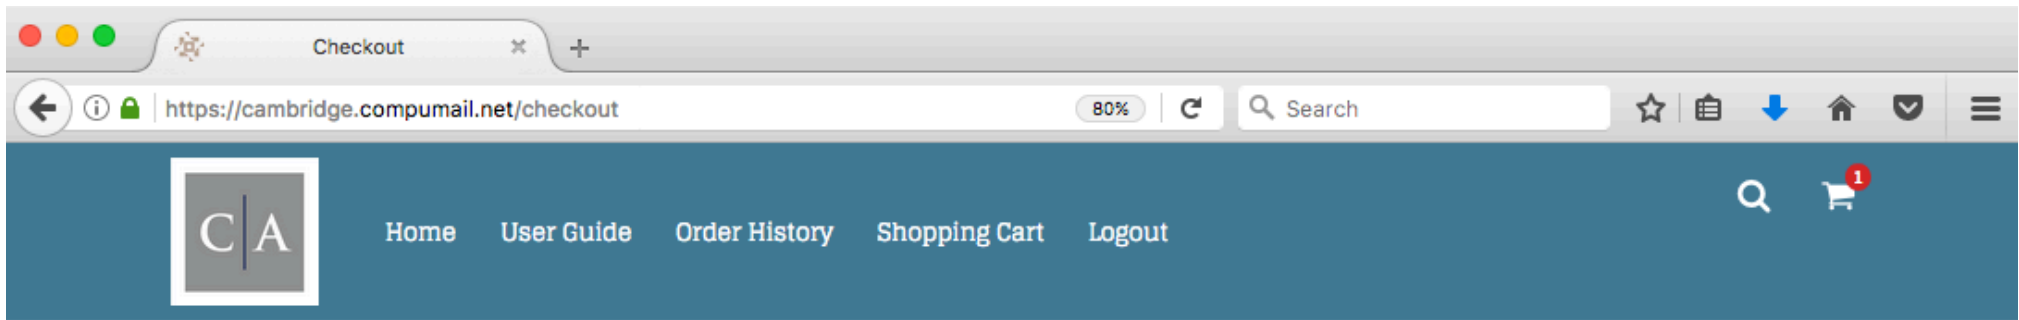 Checkout
https://cambridge.compumail.net/checkout 80% Search
1
C|A Home User Guide Order History Shopping Cart Logout